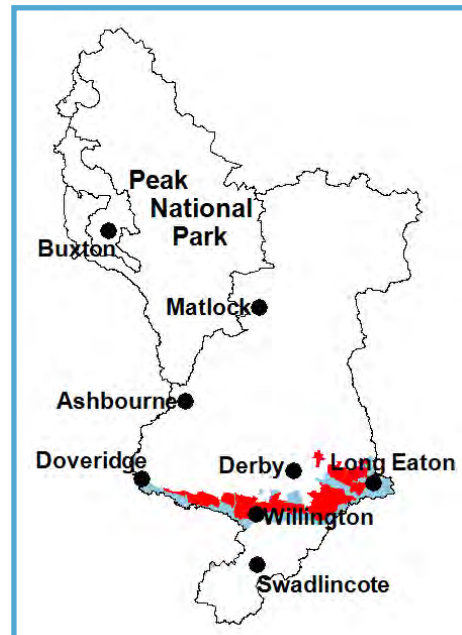 Peak
National
Park
Buxton
Matlock
Ashbourne
Doveridge
Derby
Long Eaton
Willington
Swadlincote